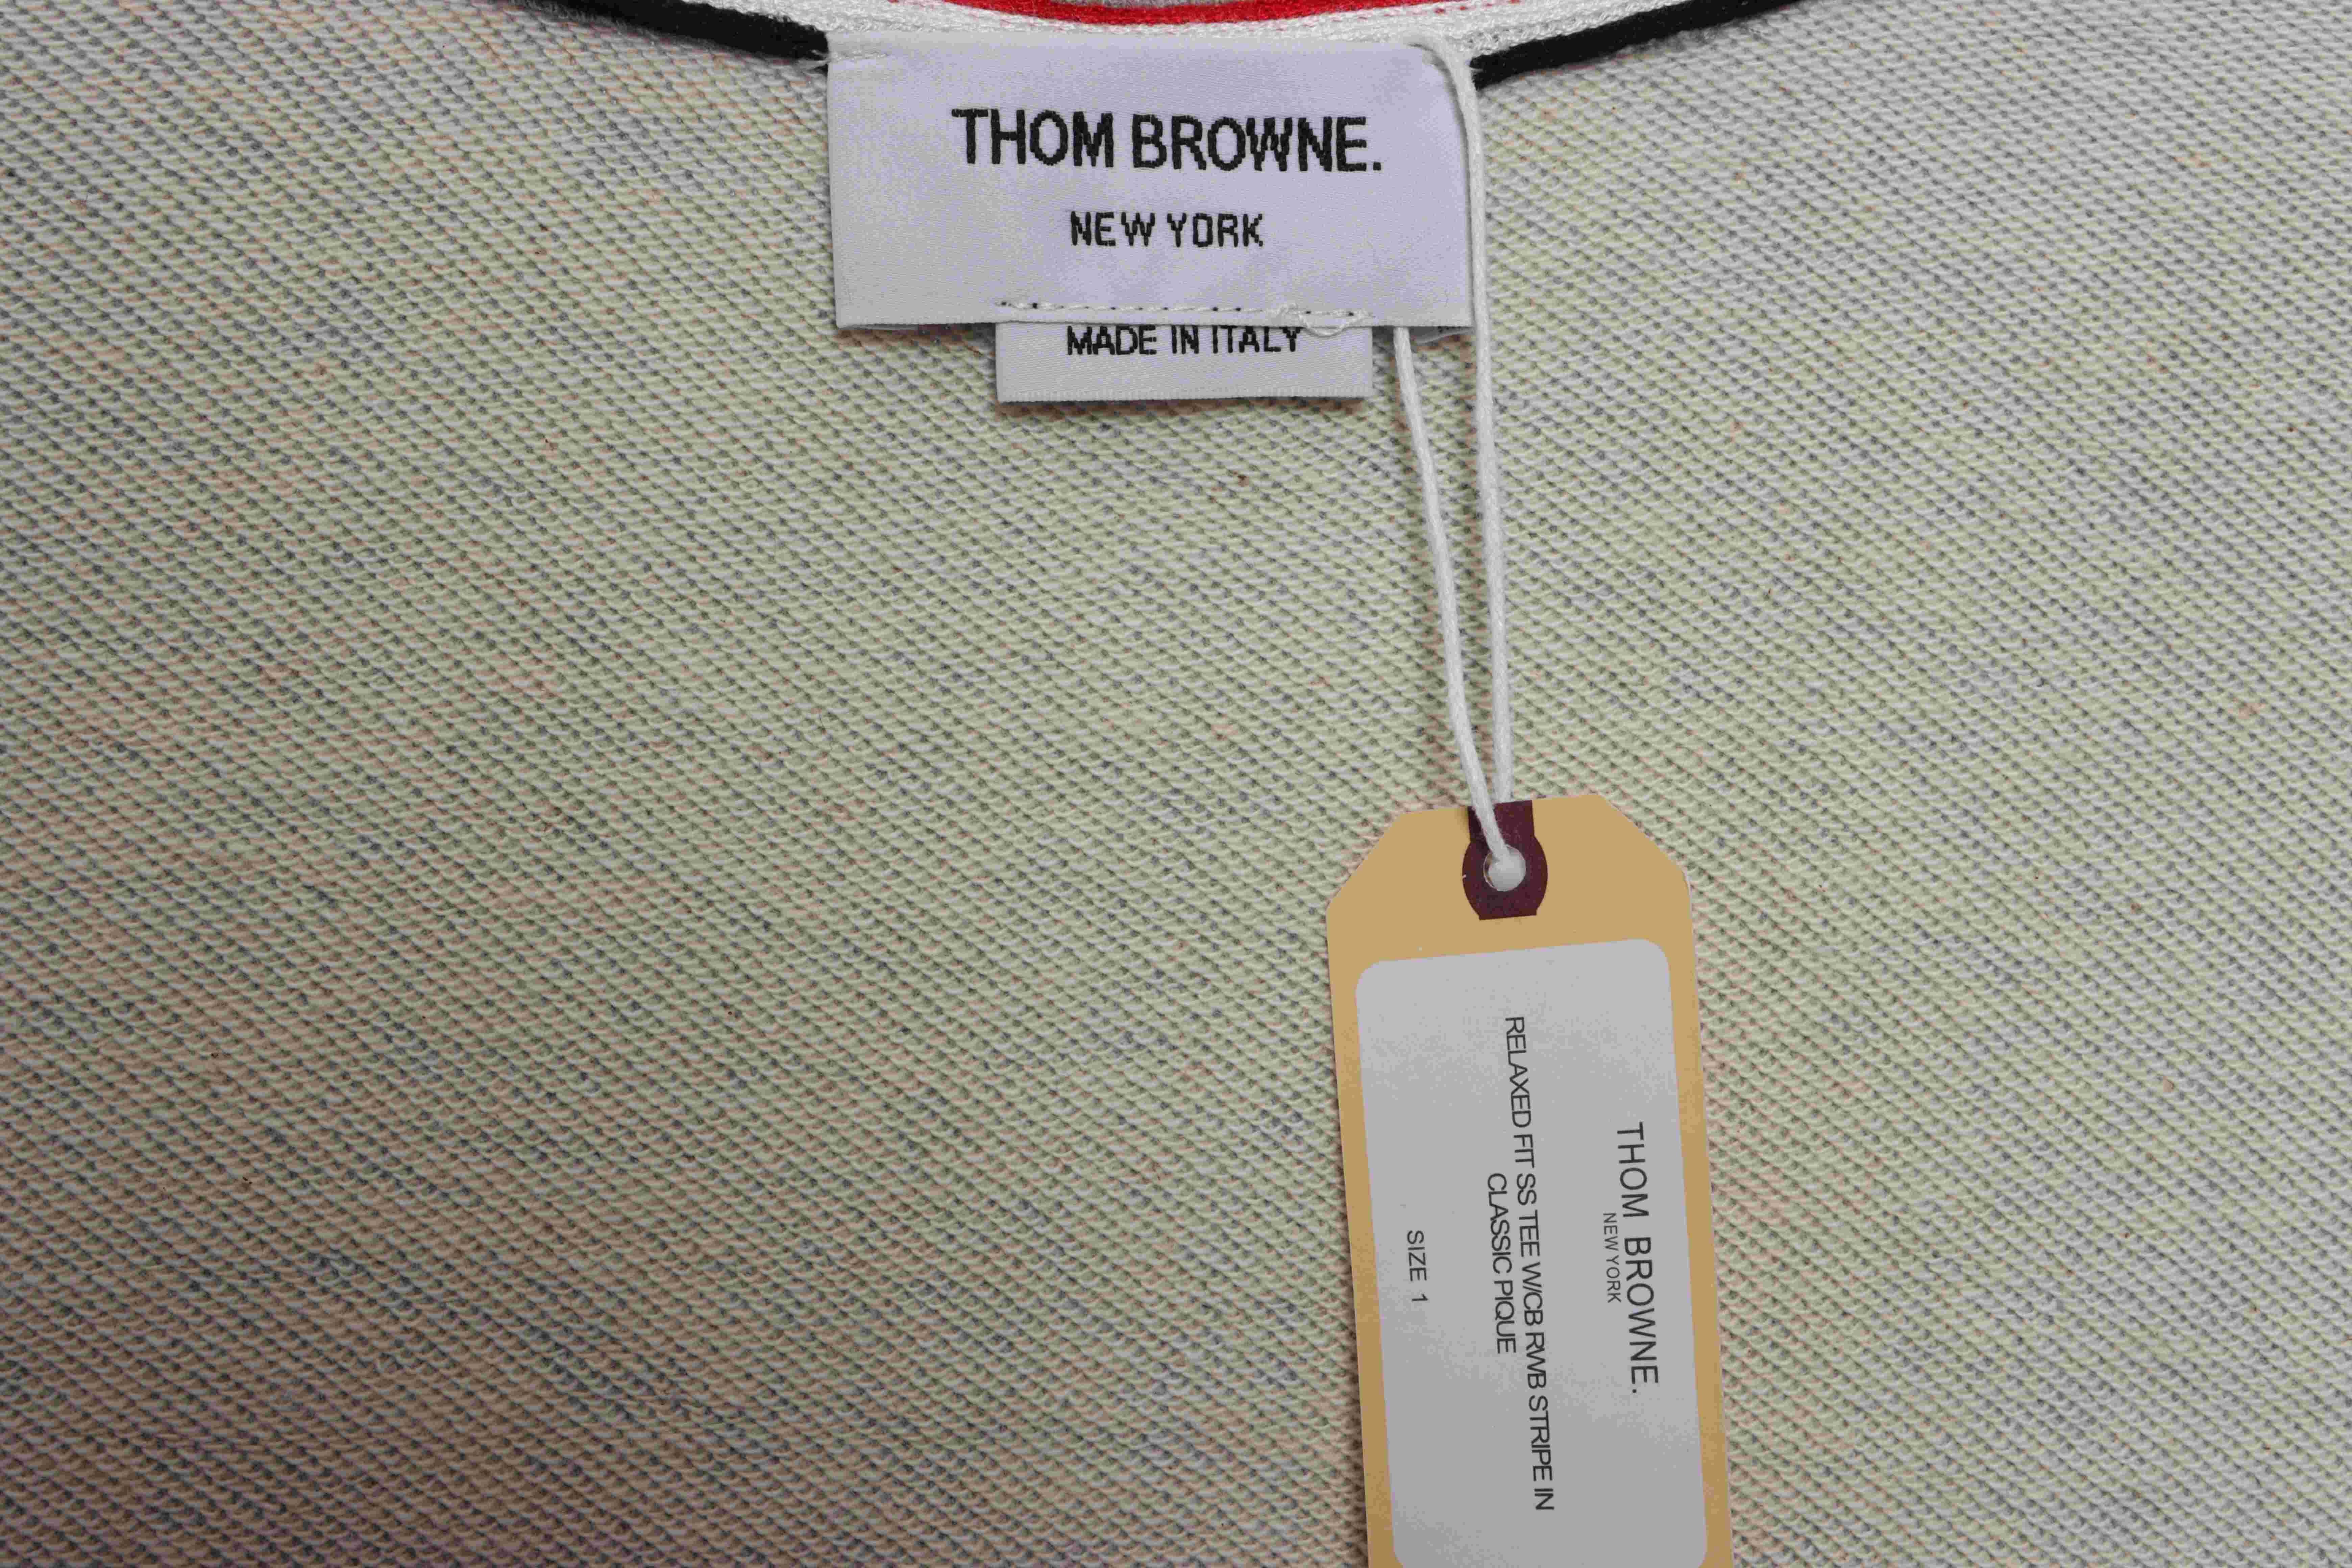 THOM BROWNE.
NEW YORK
MADE IN ITALY
THOM BROWNE.
NEW YORK
RELAXED FIT SS TEE W/CB RWB STRIPE IN
CLASSIC PIQUE
SIZE 1